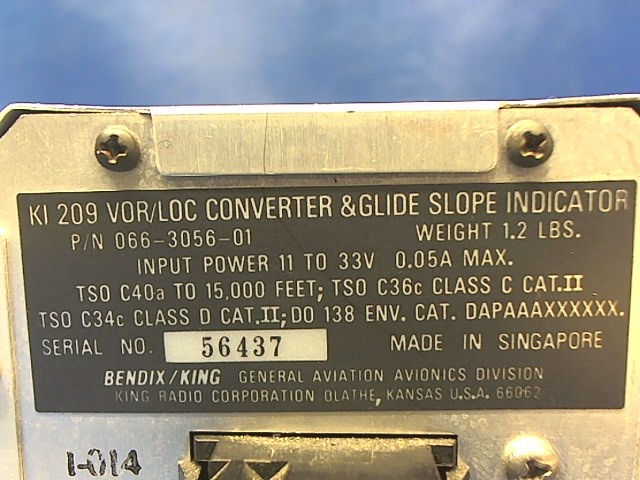 KI 209 VOR/LOC CONVERTER &GLIDE SLOPE INDICATOR
P/N 066-3056-01 WEIGHT 1.2 LBS.
INPUT POWER 11 TO 33V 0.05A MAX.
TSO C40a TO 15,000 FEET; TSO C36c CLASS C CAT.II
TSO C34c CLASS D CAT.II; DO 138 ENV. CAT. DAPAAAXXXXXX.
SERIAL NO. 56437 MADE IN SINGAPORE
BENDIX/KING GENERAL AVIATION AVIONICS DIVISION
KING RADIO CORPORATION OLATHE, KANSAS U.S.A. 66062
1-014